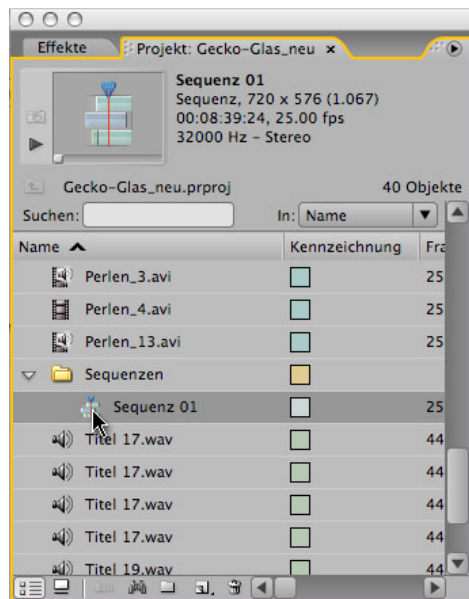 Effekte Projekt: Gecko-Glas_neu ×
Sequenz 01
Sequenz, 720 x 576 (1.067)
00:08:39:24, 25.00 fps
32000 Hz - Stereo
Gecko-Glas_neu.prproj 40 Objekte
Suchen: In: Name
Name Kennzeichnung Fra
Perlen_3.avi 25
Perlen_4.avi 25
Perlen_13.avi 25
Sequenzen
Sequenz 01 25
Titel 17.wav 44
Titel 17.wav 44
Titel 17.wav 44
Titel 17.wav 44
Titel 19.wav 44